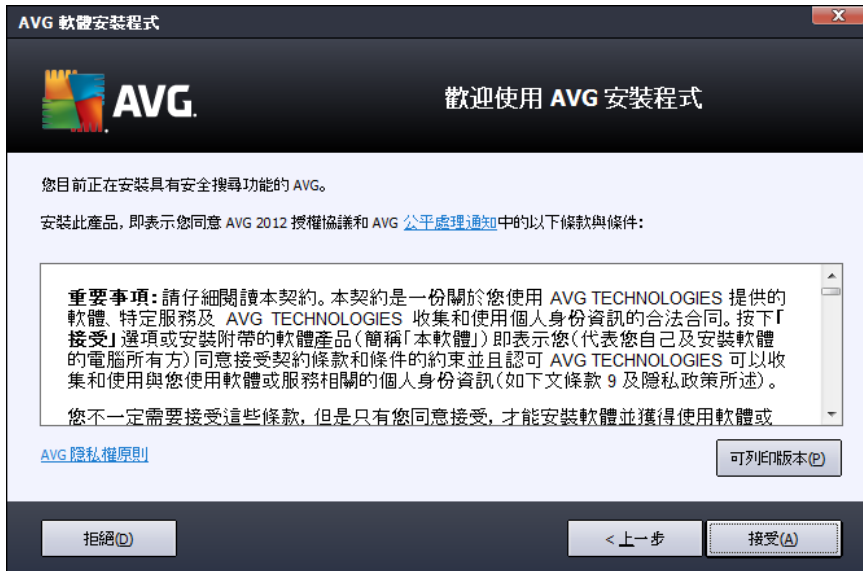 AVG 軟體安裝程式
AVG.
歡迎使用 AVG 安裝程式
您目前正在安裝具有安全搜尋功能的 AVG。
安裝此產品，即表示您同意 AVG 2012 授權協議和 AVG 公平處理通知中的以下條款與條件：
重要事項：請仔細閱讀本契約。本契約是一份關於您使用 AVG TECHNOLOGIES 提供的
軟體、特定服務及 AVG TECHNOLOGIES 收集和使用個人身份資訊的合法合同。按下「
接受」選項或安裝附帶的軟體產品（簡稱「本軟體」）即表示您（代表您自己及安裝軟體
的電腦所有方）同意接受契約條款和條件的約束並且認可 AVG TECHNOLOGIES 可以收
集和使用與您使用軟體或服務相關的個人身份資訊（如下文條款 9 及隱私政策所述）。
您不一定需要接受這些條款，但是只有您同意接受，才能安裝軟體並獲得使用軟體或
AVG 隱私權原則
可列印版本(P)
拒絕(D)
< 上一步
接受(A)